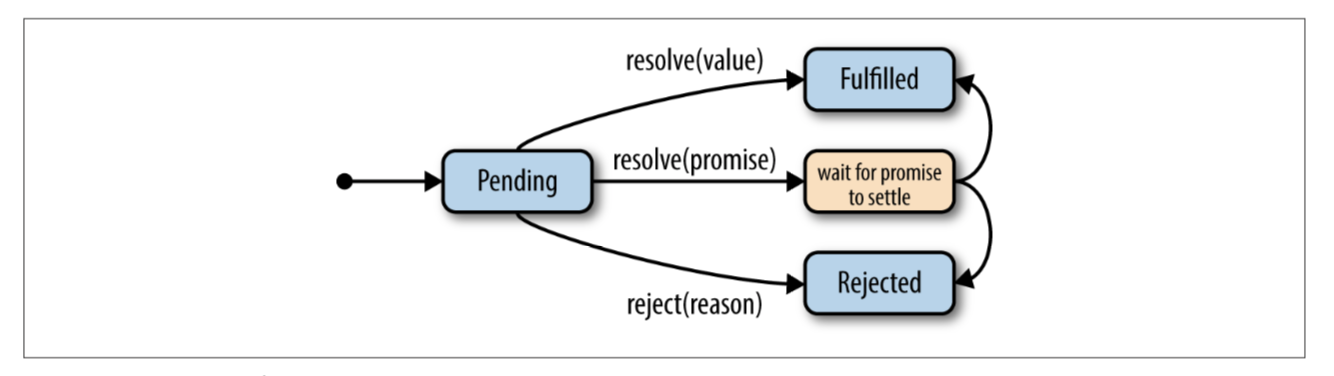 resolve(value)
Fulfilled
resolve(promise)
Pending
wait for promise
to settle
Rejected
reject(reason)